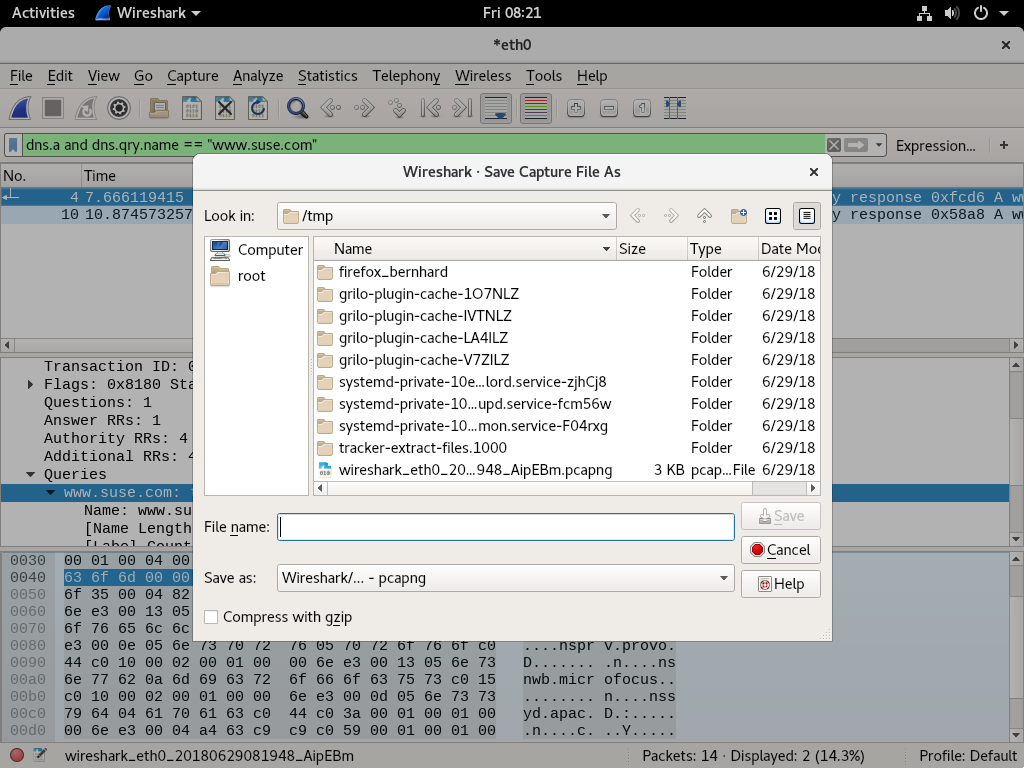 Activities Wireshark Fri 08:21
*eth0
File Edit View Go Capture Analyze Statistics Telephony Wireless Tools Help
dns.a and dns.qry.name == "www.suse.com" Expression... +
No. Time
4 7.666119415 y response 0xfcd6 A w
10 10.874573257 y response 0x58a8 A w
Wireshark · Save Capture File As
Look in: /tmp
Computer
root
Name Size Type Date Mo
firefox_bernhard Folder 6/29/18
grilo-plugin-cache-1O7NLZ Folder 6/29/18
grilo-plugin-cache-IVTNLZ Folder 6/29/18
grilo-plugin-cache-LA4ILZ Folder 6/29/18
grilo-plugin-cache-V7ZILZ Folder 6/29/18
systemd-private-10e...lord.service-zjhCj8 Folder 6/29/18
systemd-private-10...upd.service-fcm56w Folder 6/29/18
systemd-private-10...mon.service-F04rxg Folder 6/29/18
tracker-extract-files.1000 Folder 6/29/18
wireshark_eth0_20...948_AipEBm.pcapng 3 KB pcap...File 6/29/18
File name: Save
Cancel
Save as: Wireshark/... - pcapng Help
Compress with gzip
Transaction ID: 0
Flags: 0x8180 Sta
Questions: 1
Answer RRs: 1
Authority RRs: 4
Additional RRs: 4
Queries
www.suse.com:
Name: www.su
[Name Length
[Label Count
0030 00 01 00 04 00
0040 63 6f 6d 00 00
0050 6f 35 00 04 82
0060 6e e3 00 13 05
0070 6f 76 65 6c 6c
0080 e3 00 0e 05 6e 73 70 72 76 05 70 72 6f 76 6f c0 ....nspr v.provo.
0090 44 c0 10 00 02 00 01 00 00 6e e3 00 13 05 6e 73 D....... .n....ns
00a0 6e 77 62 0a 6d 69 63 72 6f 66 6f 63 75 73 c0 15 nwb.micr ofocus..
00b0 c0 10 00 02 00 01 00 00 6e e3 00 0d 05 6e 73 73 ........ n....nss
00c0 79 64 04 61 70 61 63 c0 44 c0 3a 00 01 00 01 00 yd.apac. D.:.....
00d0 00 6e e3 00 04 a4 63 c9 c9 c0 59 00 01 00 01 00 .n....c. ..Y.....
wireshark_eth0_20180629081948_AipEBm Packets: 14 · Displayed: 2 (14.3%) Profile: Default